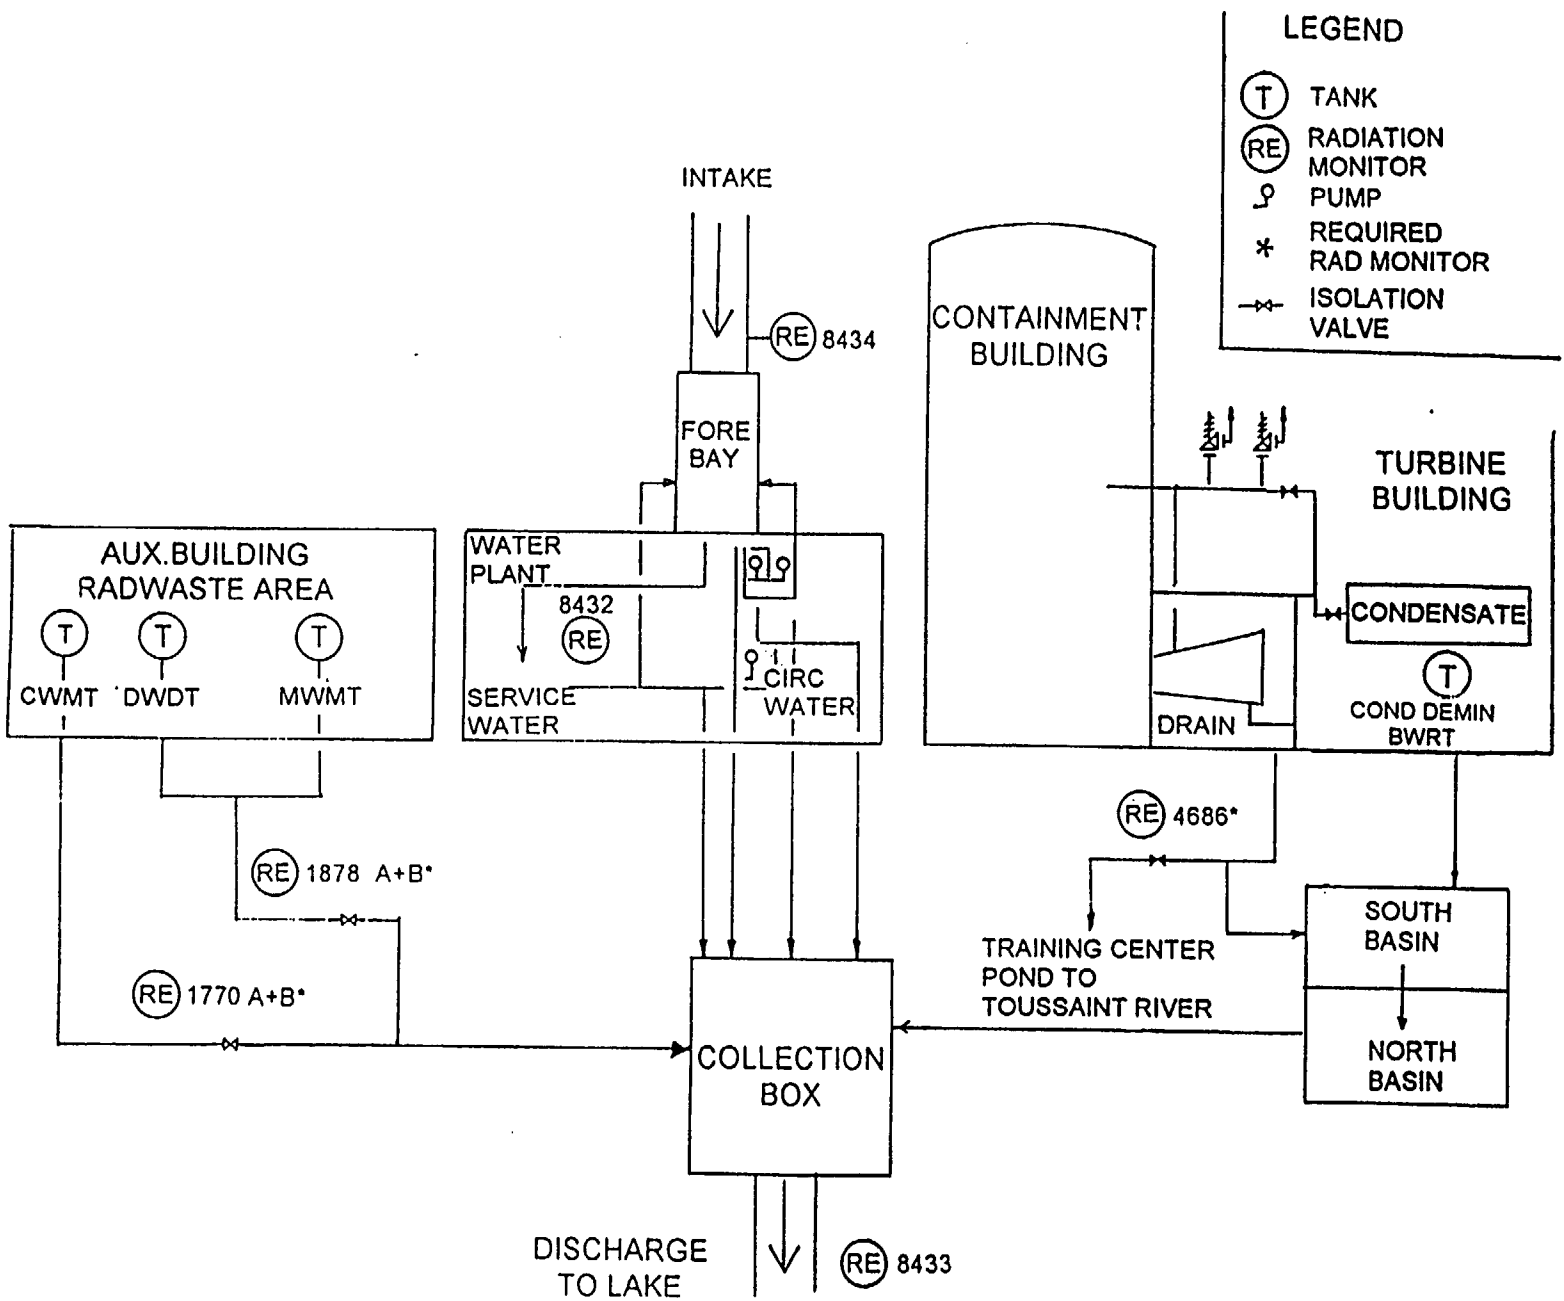 LEGEND
T TANK
RE RADIATION
MONITOR
PUMP
* REQUIRED
RAD MONITOR
ISOLATION
VALVE
INTAKE
RE 8434
FORE
BAY
CONTAINMENT
BUILDING
TURBINE
BUILDING
CONDENSATE
T
COND DEMIN
BWRT
DRAIN
AUX.BUILDING
RADWASTE AREA
T T T
CWMT DWDT MWMT
WATER
PLANT
8432
RE
SERVICE
WATER
CIRC
WATER
RE 1878 A+B*
RE 1770 A+B*
RE 4686*
TRAINING CENTER
POND TO
TOUSSAINT RIVER
SOUTH
BASIN
NORTH
BASIN
COLLECTION
BOX
DISCHARGE
TO LAKE
RE 8433